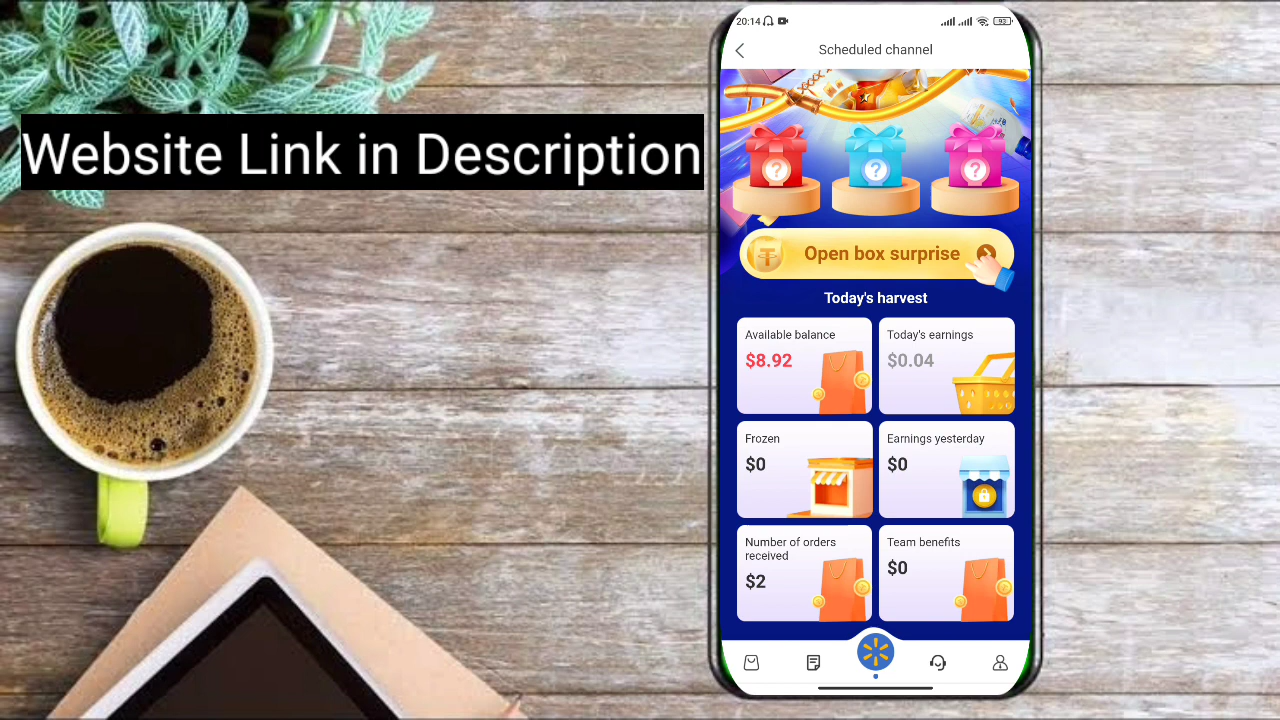 20:14
93
Scheduled channel
Website Link in Description
? ? ?
Open box surprise
Today's harvest
Available balance
$8.92
Today's earnings
$0.04
Frozen
$0
Earnings yesterday
$0
Number of orders
received
$2
Team benefits
$0